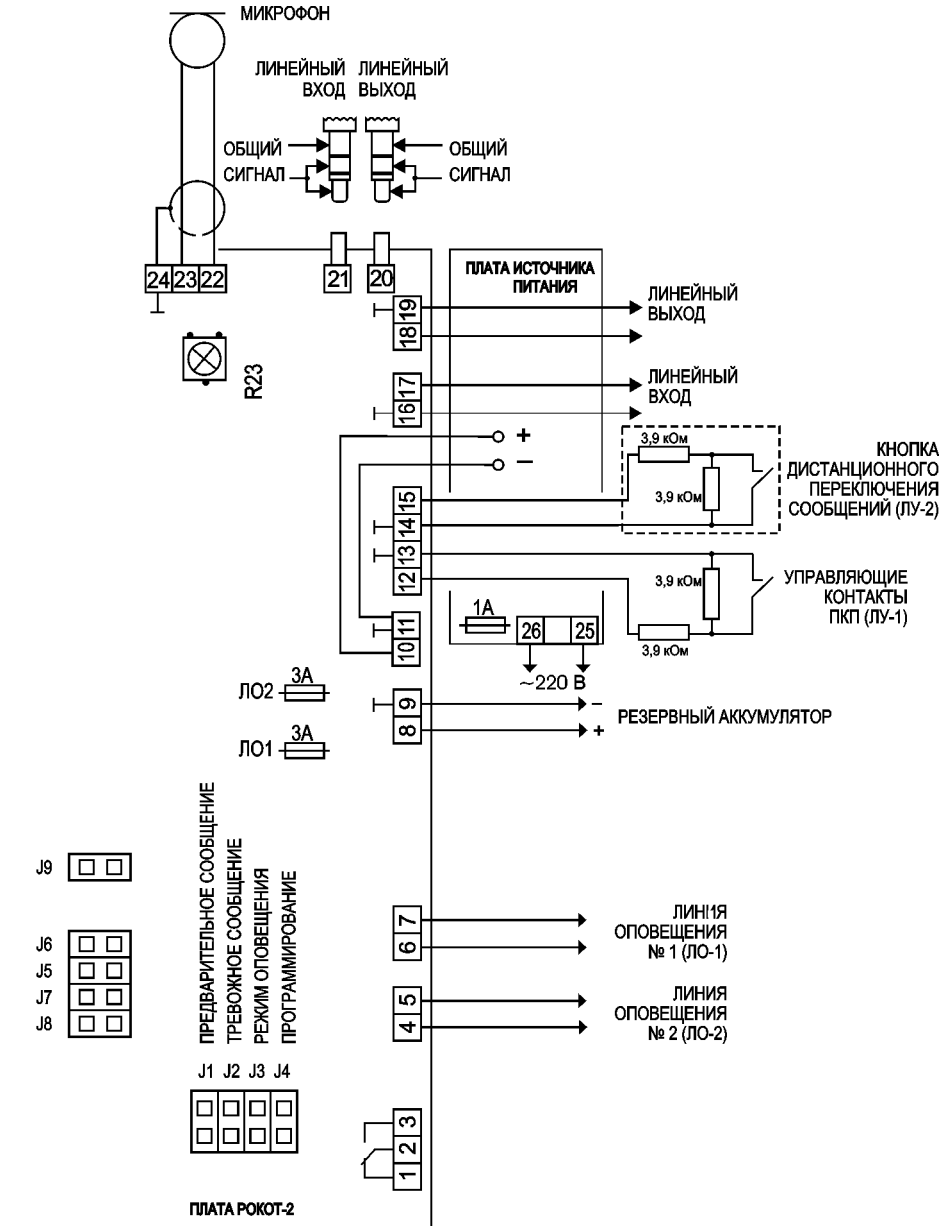 МИКРОФОН
ЛИНЕЙНЫЙ ВХОД
ЛИНЕЙНЫЙ ВЫХОД
ОБЩИЙ
СИГНАЛ
ОБЩИЙ
СИГНАЛ
24 23 22
21
20
R23
ПЛАТА ИСТОЧНИКА
ПИТАНИЯ
19
18
ЛИНЕЙНЫЙ
ВЫХОД
17
16
ЛИНЕЙНЫЙ
ВХОД
+
−
15
14
13
12
3,9 кОм
3,9 кОм
КНОПКА
ДИСТАНЦИОННОГО
ПЕРЕКЛЮЧЕНИЯ
СООБЩЕНИЙ (ЛУ-2)
3,9 кОм
3,9 кОм
УПРАВЛЯЮЩИЕ
КОНТАКТЫ
ПКП (ЛУ-1)
11
10
1А
26 25
~220 В
ЛО2 3А
ЛО1 3А
9
8
−
+
РЕЗЕРВНЫЙ АККУМУЛЯТОР
J9
J6
J5
J7
J8
ПРЕДВАРИТЕЛЬНОЕ СООБЩЕНИЕ
ТРЕВОЖНОЕ СООБЩЕНИЕ
РЕЖИМ ОПОВЕЩЕНИЯ
ПРОГРАММИРОВАНИЕ
J1 J2 J3 J4
7
6
ЛИНИЯ
ОПОВЕЩЕНИЯ
№ 1 (ЛО-1)
5
4
ЛИНИЯ
ОПОВЕЩЕНИЯ
№ 2 (ЛО-2)
3
2
1
ПЛАТА РОКОТ-2